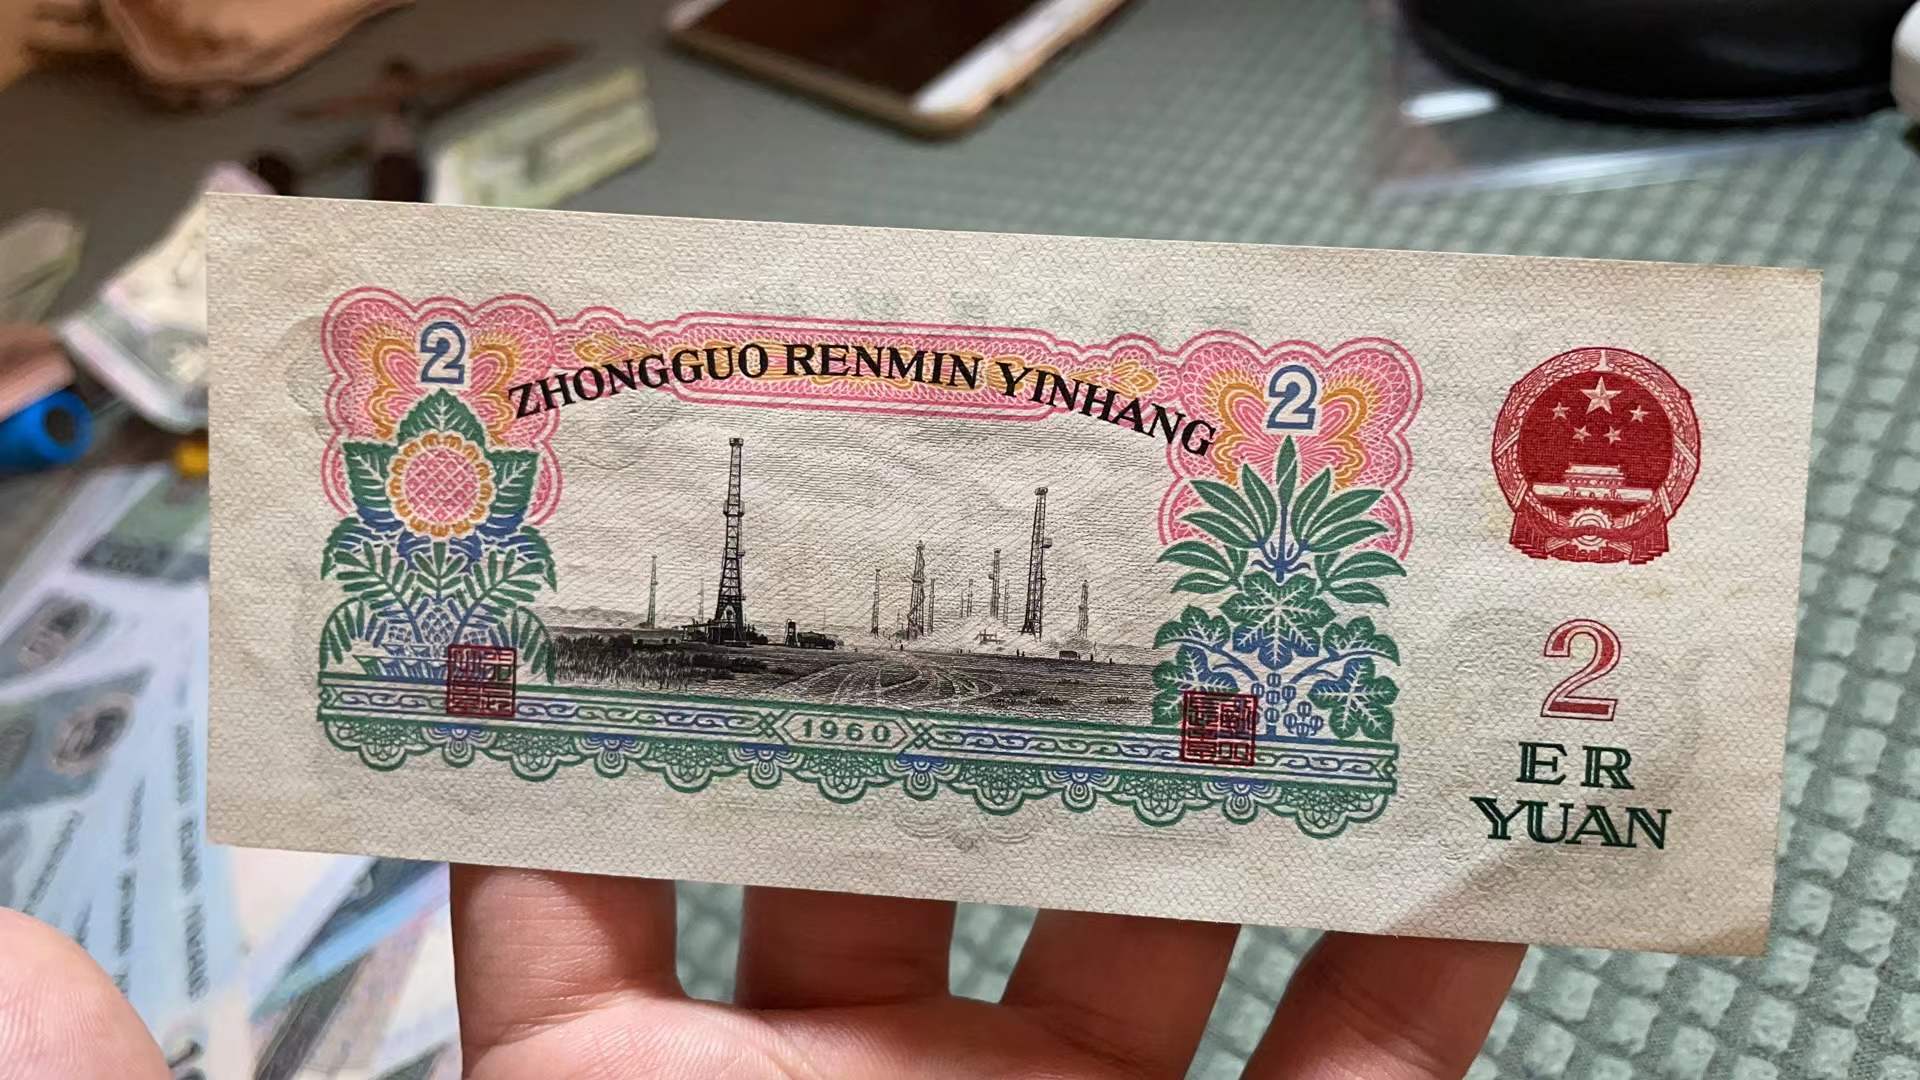 2
2
ZHONGGUO RENMIN YINHANG
1960
2
ER
YUAN